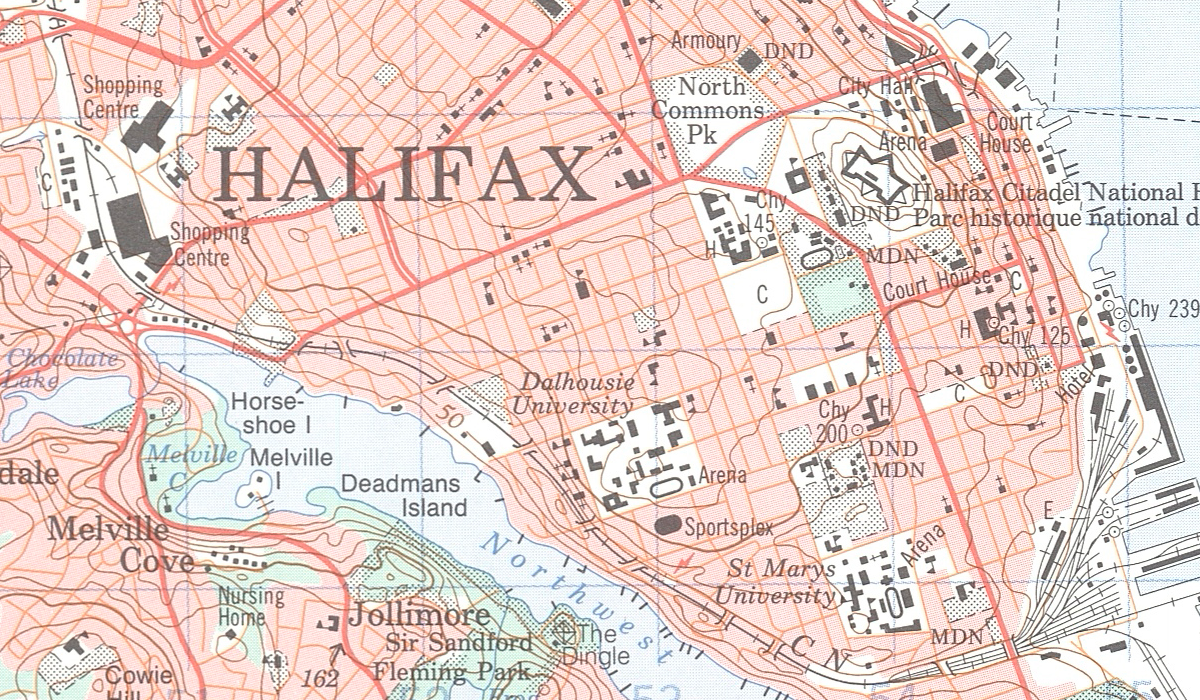 Armoury DND
Shopping
Centre
North
Commons
Pk
City Hall
Court
House
Arena
HALIFAX
C
Halifax Citadel National H
Parc historique national d
DND
Chy
145
H
Shopping
Centre
MDN
Court House
C
C
Chy 239
H
Chy 125
Chocolate
Lake
Dalhousie
University
DND
C
Hotel
Horse-
shoe I
50
Chy
200
H
Melville
C
Melville
I
DND
MDN
dale
Deadmans
Island
Arena
Melville
Cove
Sportsplex
E
Northwest
Arena
St Marys
University
Nursing
Home
Jollimore
Sir Sandford
Fleming Park
The
Dingle
MDN
C N
Cowie
Hill
162
51
53
54